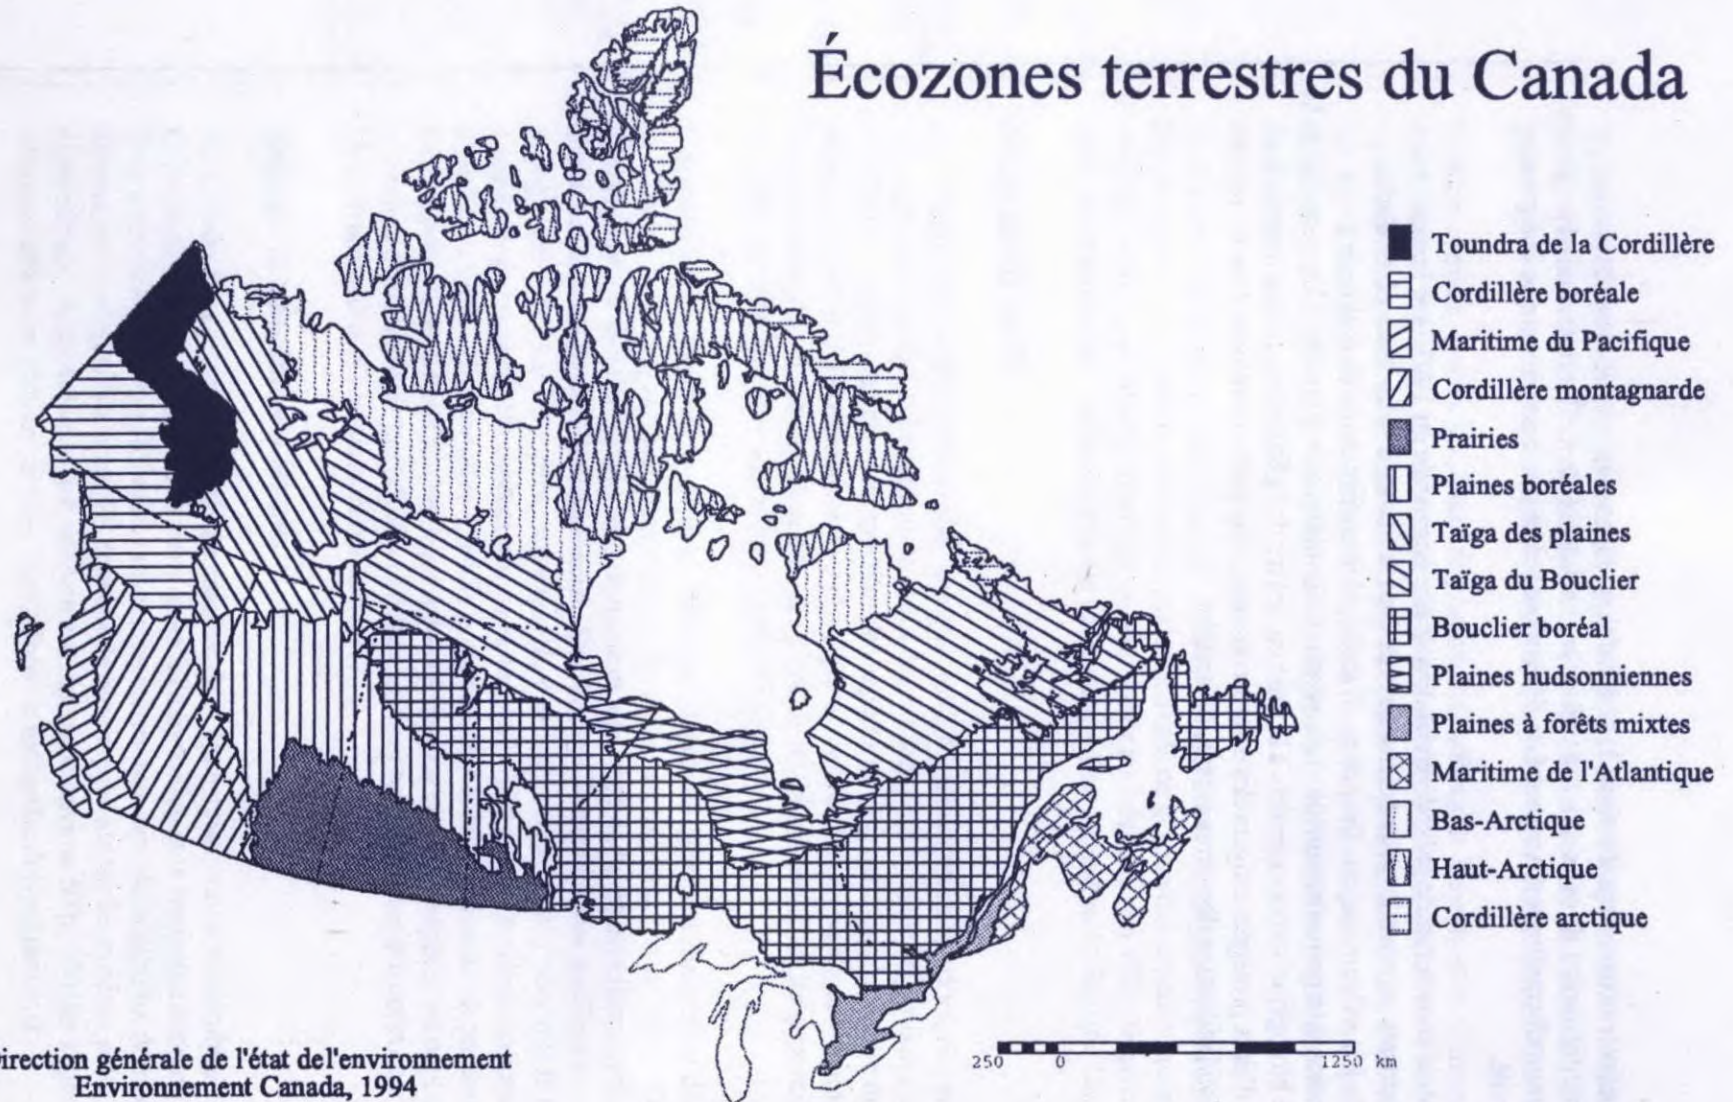 Écozones terrestres du Canada
Toundra de la Cordillère
Cordillère boréale
Maritime du Pacifique
Cordillère montagnarde
Prairies
Plaines boréales
Taïga des plaines
Taïga du Bouclier
Bouclier boréal
Plaines hudsonniennes
Plaines à forêts mixtes
Maritime de l'Atlantique
Bas-Arctique
Haut-Arctique
Cordillère arctique
250 0 1250 km
irection générale de l'état de l'environnement
Environnement Canada, 1994